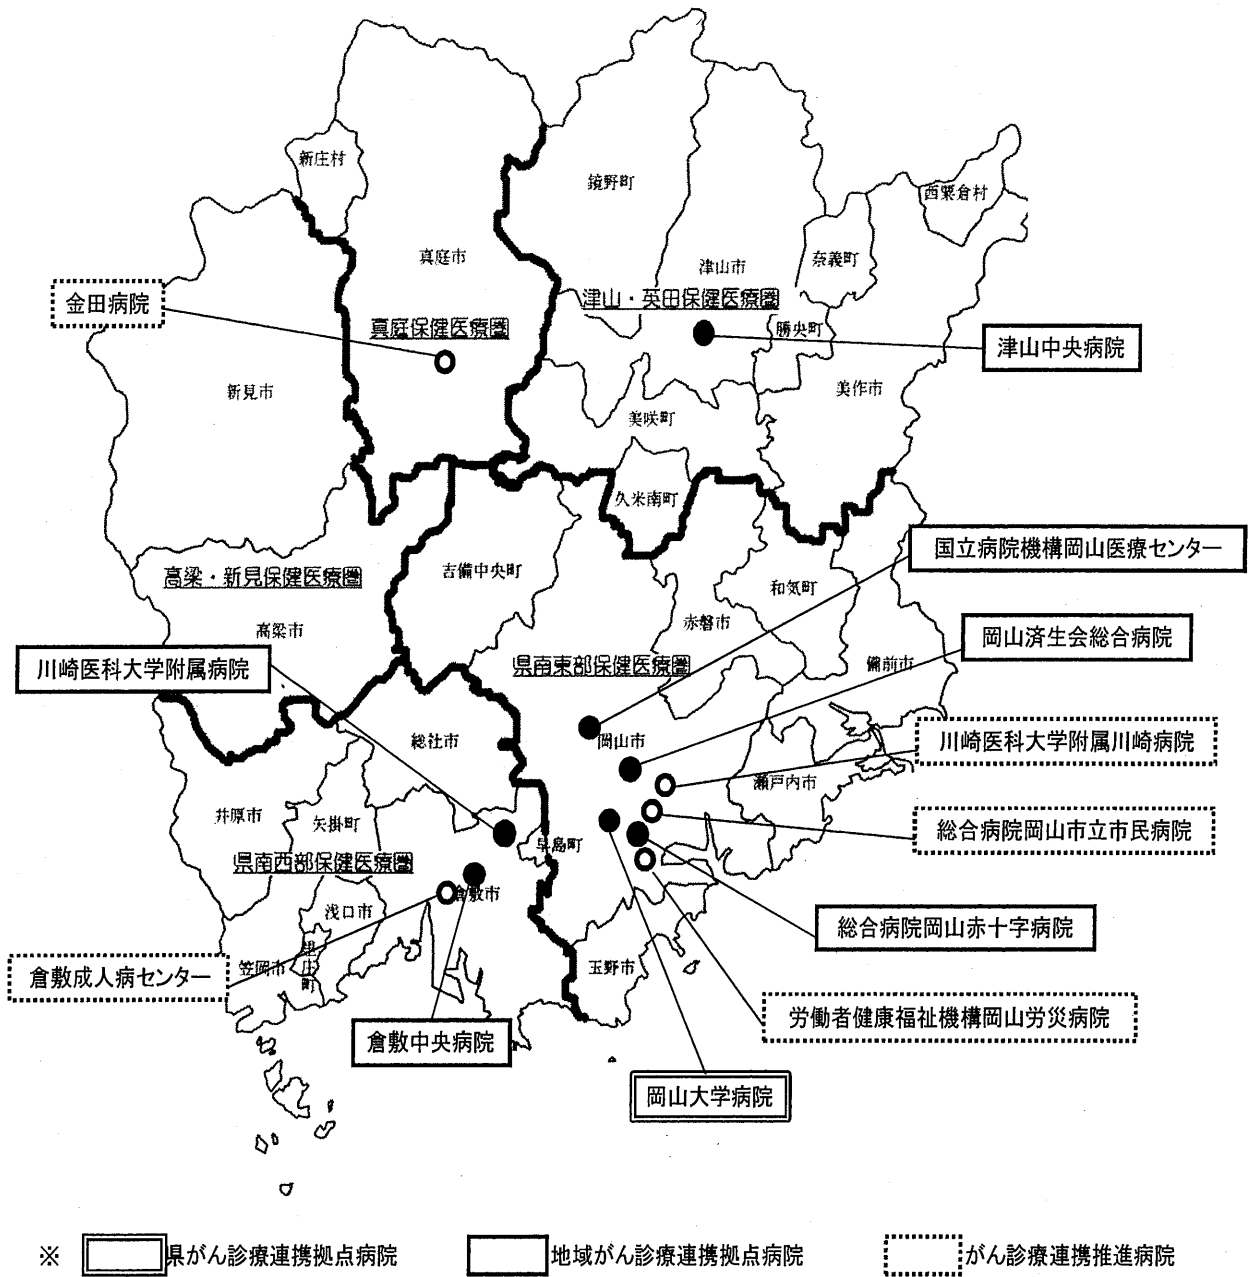 新庄村
鏡野町
西粟倉村
真庭市
津山市
奈義町
金田病院
津山・英田保健医療圏
真庭保健医療圏
勝央町
津山中央病院
新見市
美作市
美咲町
久米南町
国立病院機構岡山医療センター
吉備中央町
高梁・新見保健医療圏
和気町
赤磐市
高梁市
岡山済生会総合病院
川崎医科大学附属病院
県南東部保健医療圏
備前市
総社市
岡山市
川崎医科大学附属川崎病院
瀬戸内市
井原市
矢掛町
総合病院岡山市立市民病院
早島町
県南西部保健医療圏
倉敷市
浅口市
総合病院岡山赤十字病院
倉敷成人病センター
笠岡市
里庄町
玉野市
労働者健康福祉機構岡山労災病院
倉敷中央病院
岡山大学病院
※ 県がん診療連携拠点病院 地域がん診療連携拠点病院 がん診療連携推進病院